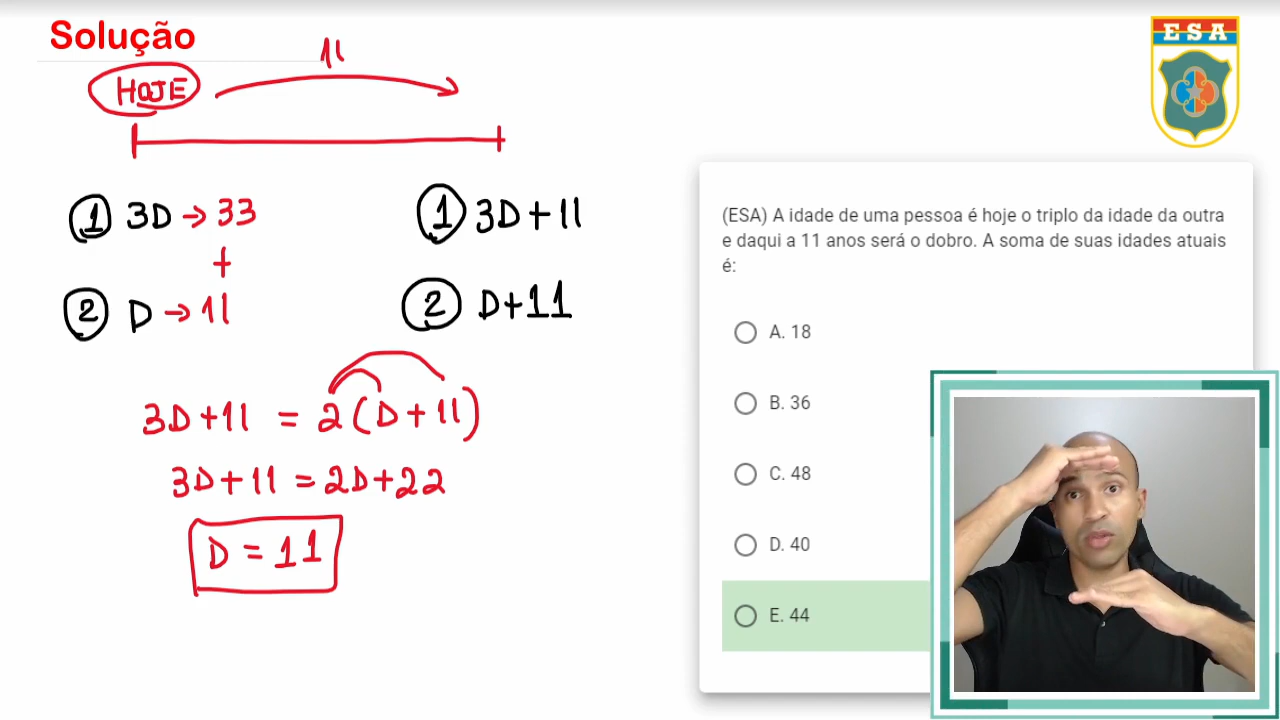 Solução
11
HOJE
1 3D → 33
+
2 D → 11
1 3D + 11
2 D + 11
3D + 11 = 2(D + 11)
3D + 11 = 2D + 22
D = 11
ESA
(ESA) A idade de uma pessoa é hoje o triplo da idade da outra
e daqui a 11 anos será o dobro. A soma de suas idades atuais
é:
A. 18
B. 36
C. 48
D. 40
E. 44